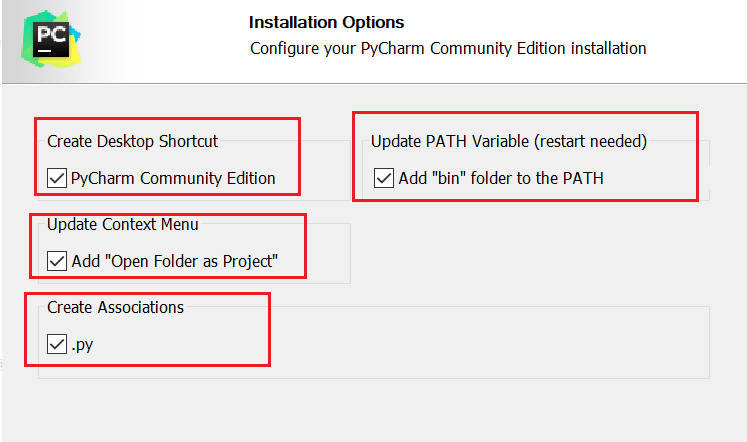 PC
Installation Options
Configure your PyCharm Community Edition installation
Create Desktop Shortcut
PyCharm Community Edition
Update PATH Variable (restart needed)
Add "bin" folder to the PATH
Update Context Menu
Add "Open Folder as Project"
Create Associations
.py